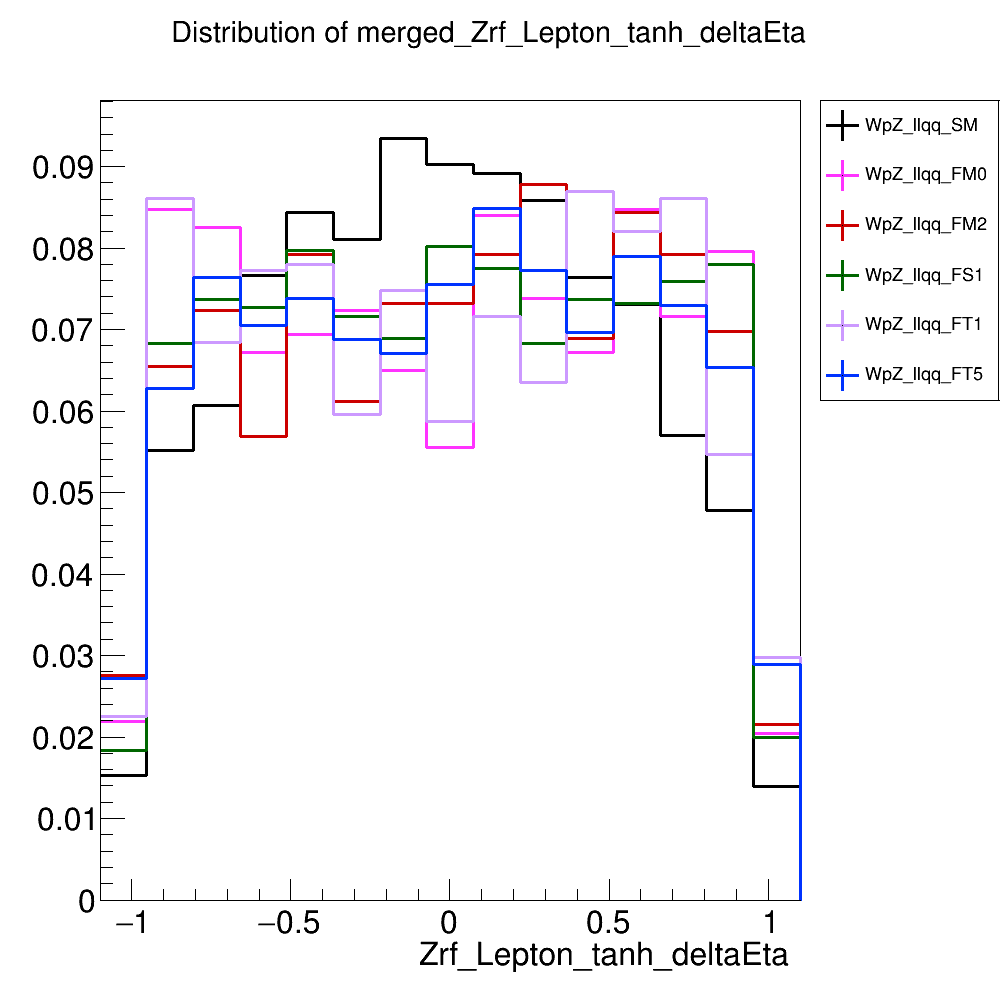 Distribution of merged_Zrf_Lepton_tanh_deltaEta
WpZ_llqq_SM
WpZ_llqq_FM0
WpZ_llqq_FM2
WpZ_llqq_FS1
WpZ_llqq_FT1
WpZ_llqq_FT5
0.09
0.08
0.07
0.06
0.05
0.04
0.03
0.02
0.01
0
−1 −0.5 0 0.5 1
Zrf_Lepton_tanh_deltaEta